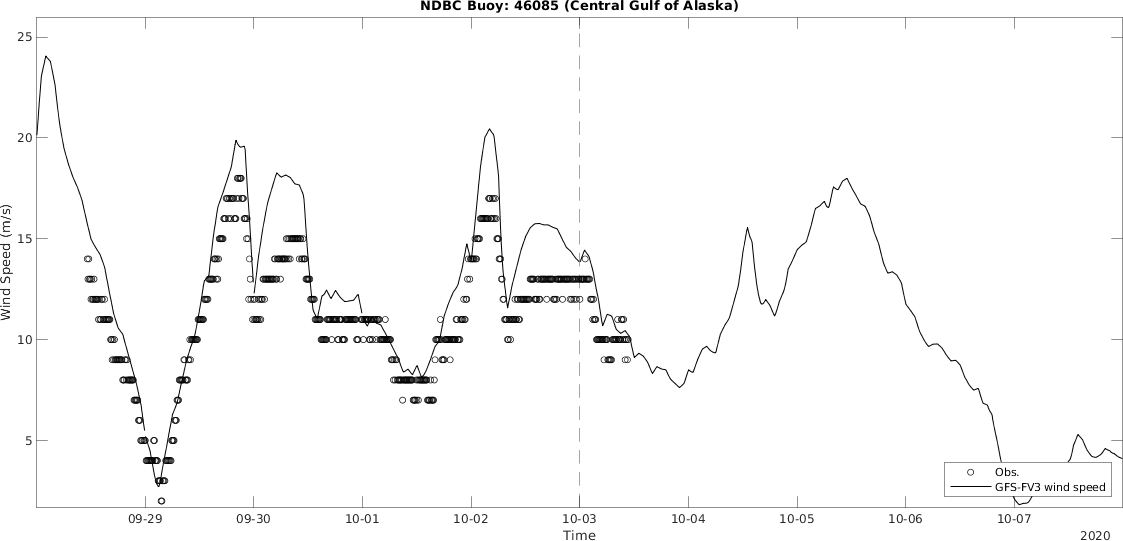 NDBC Buoy: 46085 (Central Gulf of Alaska)
25
20
15
10
5
Wind Speed (m/s)
Obs.
GFS-FV3 wind speed
09-29 09-30 10-01 10-02 10-03 10-04 10-05 10-06 10-07
Time
2020